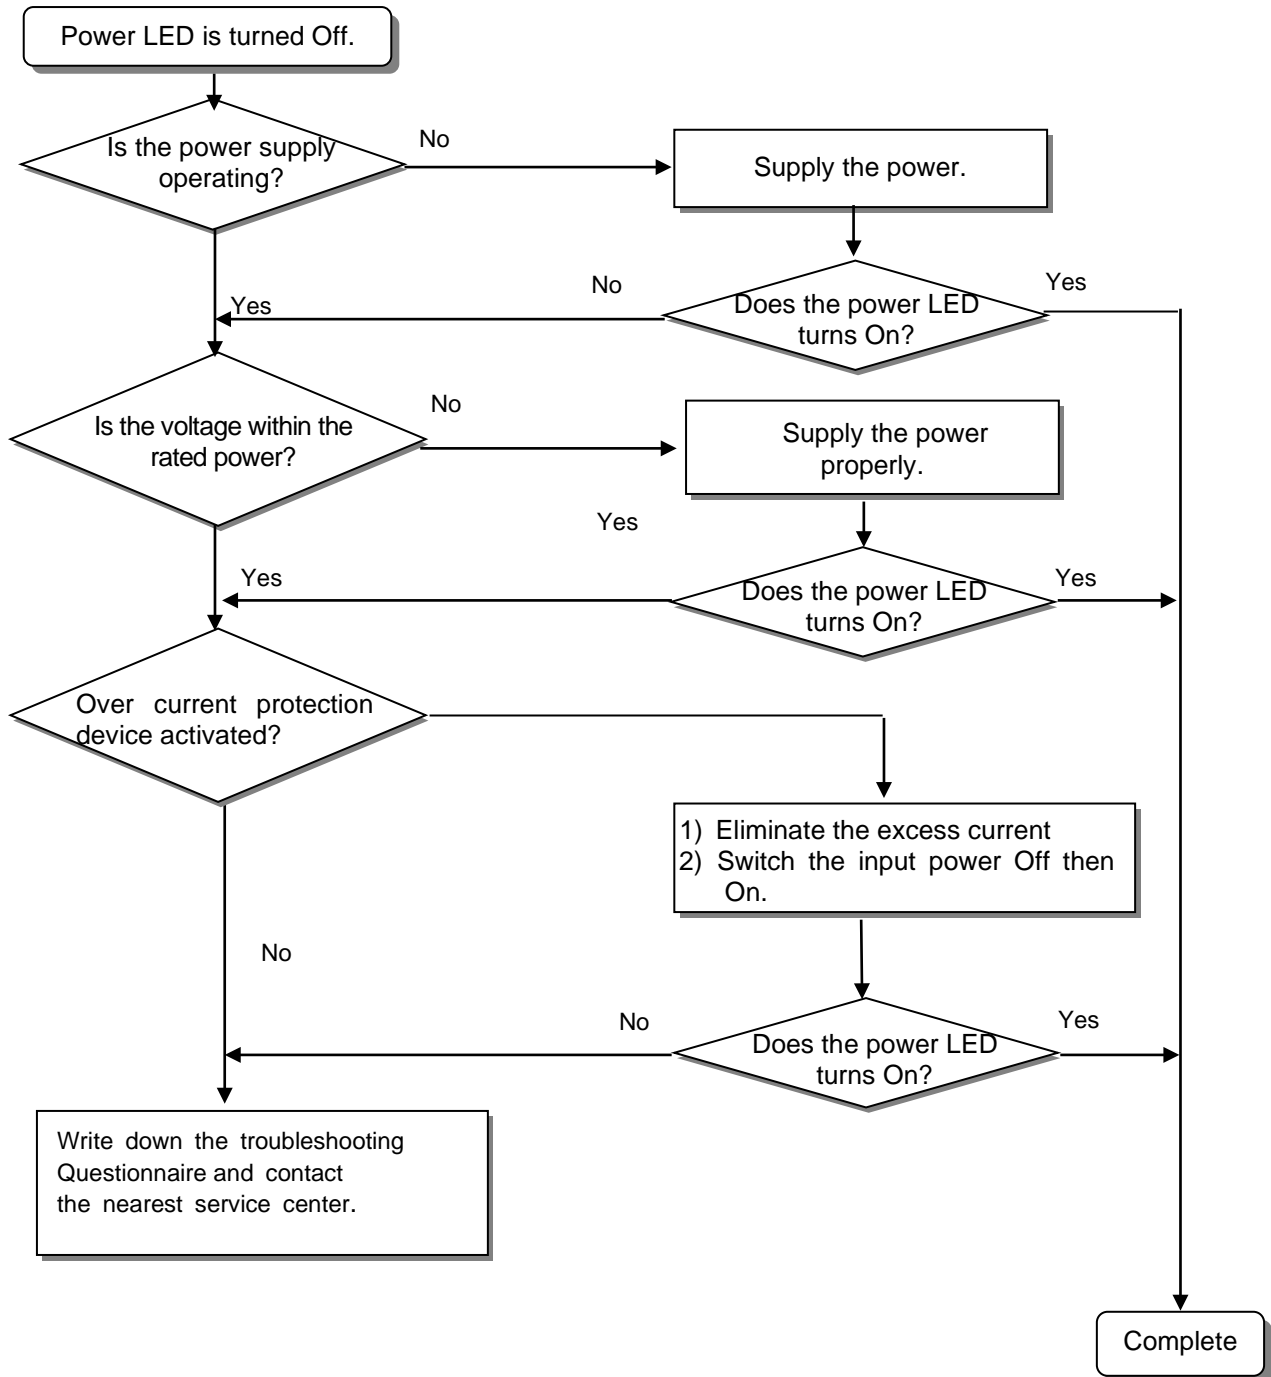 Power LED is turned Off.
Is the power supply
operating?
No
Supply the power.
No
Does the power LED
turns On?
Yes
Yes
Is the voltage within the
rated power?
No
Supply the power
properly.
Yes
Yes
Does the power LED
turns On?
Yes
Over current protection
device activated?
1) Eliminate the excess current
2) Switch the input power Off then
On.
No
No
Does the power LED
turns On?
Yes
Write down the troubleshooting
Questionnaire and contact
the nearest service center.
Complete